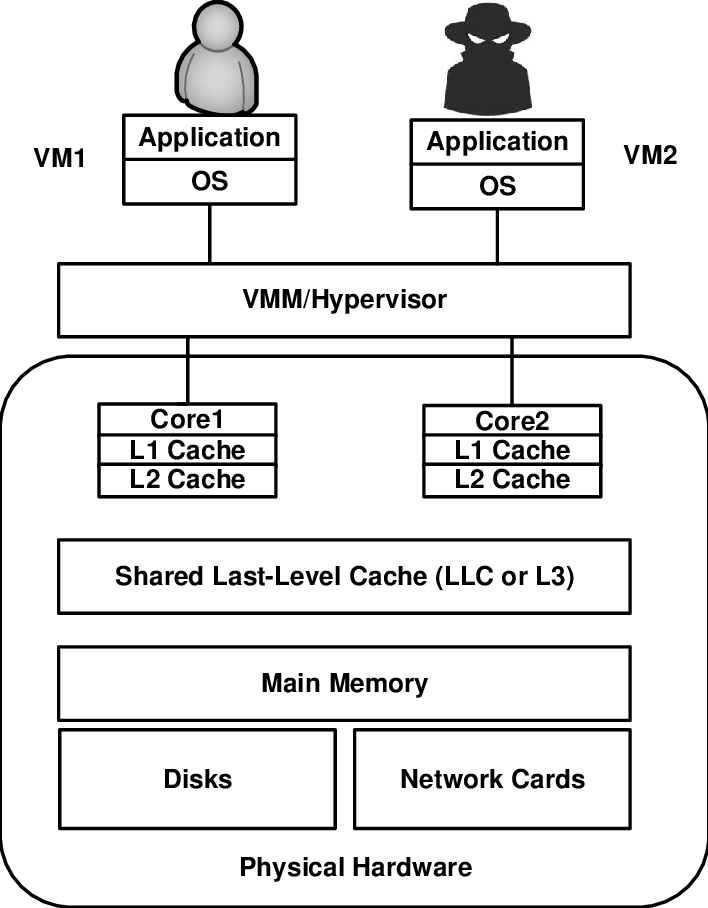 VM1
Application
OS
Application
OS
VM2
VMM/Hypervisor
Core1
L1 Cache
L2 Cache
Core2
L1 Cache
L2 Cache
Shared Last-Level Cache (LLC or L3)
Main Memory
Disks
Network Cards
Physical Hardware